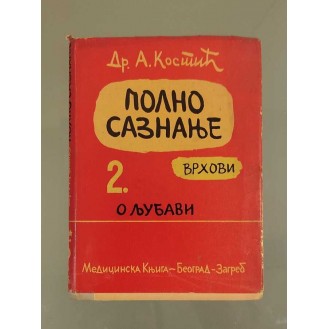 Др. А. Костић
ПОЛНО
САЗНАЊЕ
2.
ВРХОВИ
О ЉУБАВИ
Медицинска Књига – Београд – Загреб